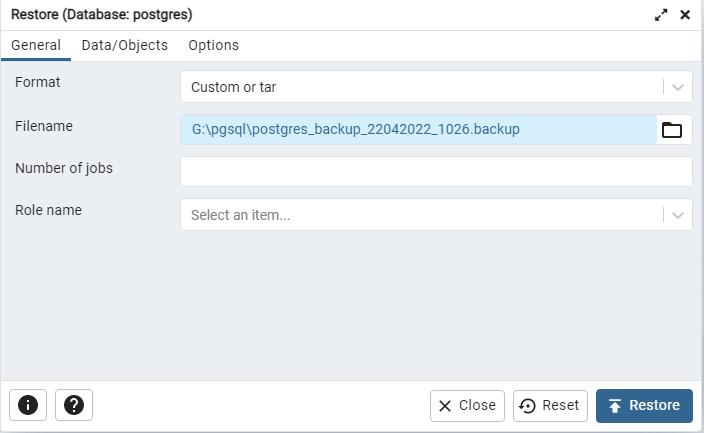 Restore (Database: postgres)
General Data/Objects Options
Format Custom or tar
Filename G:\pgsql\postgres_backup_22042022_1026.backup
Number of jobs
Role name Select an item...
Close Reset Restore